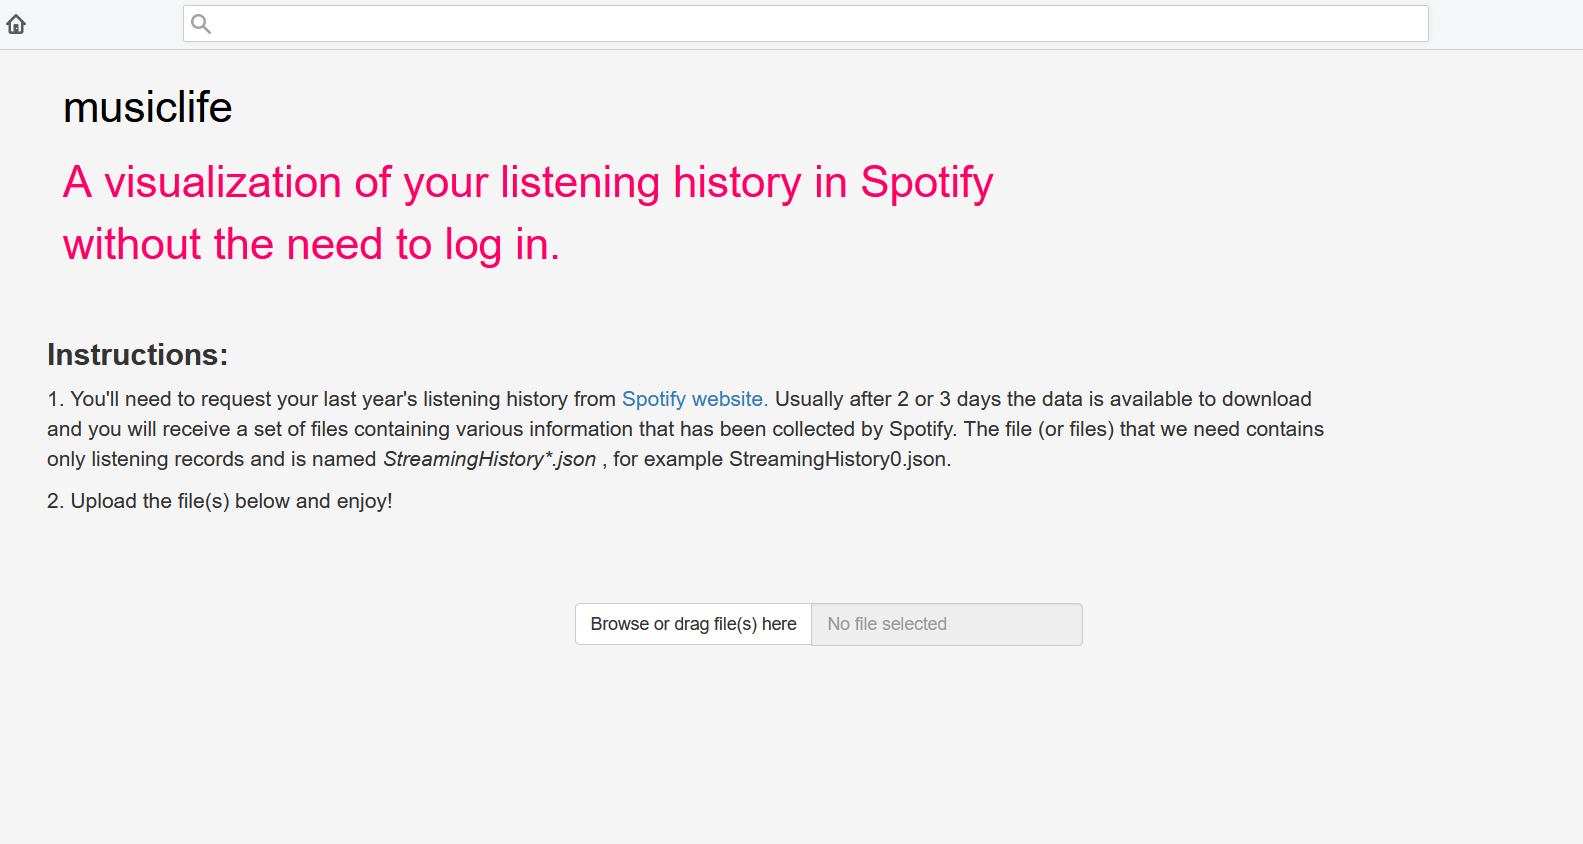 musiclife
A visualization of your listening history in Spotify
without the need to log in.
Instructions:
1. You'll need to request your last year's listening history from Spotify website. Usually after 2 or 3 days the data is available to download
and you will receive a set of files containing various information that has been collected by Spotify. The file (or files) that we need contains
only listening records and is named StreamingHistory*.json , for example StreamingHistory0.json.
2. Upload the file(s) below and enjoy!
Browse or drag file(s) here No file selected